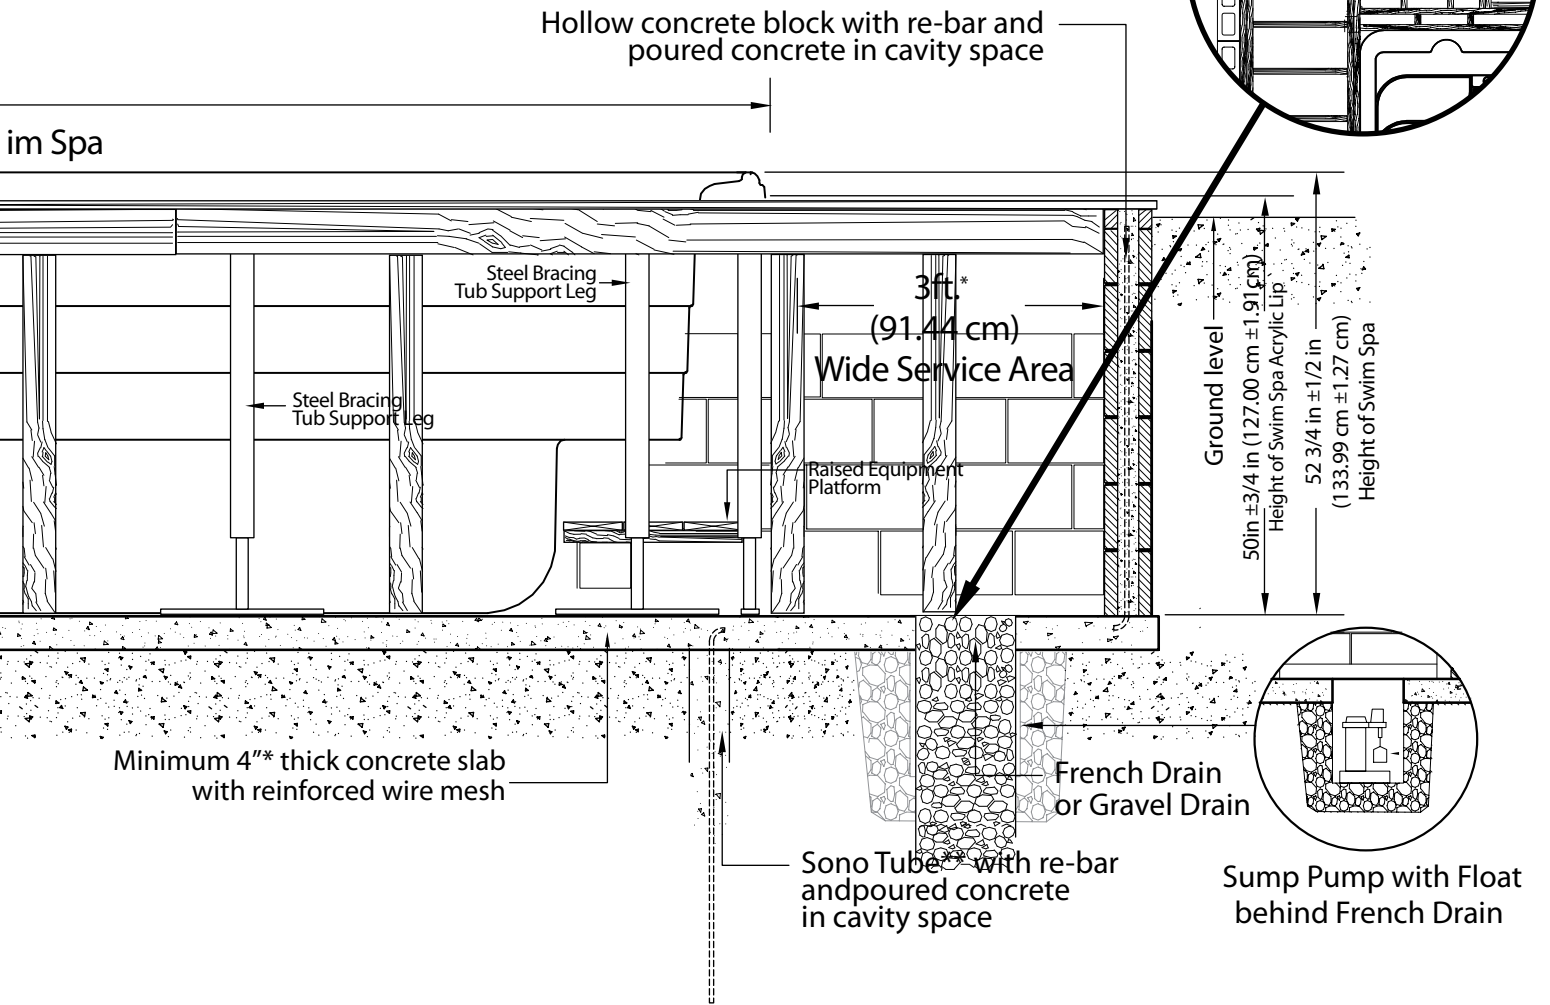 Hollow concrete block with re-bar and
poured concrete in cavity space
im Spa
Steel Bracing
Tub Support Leg
3ft.*
(91.44 cm)
Wide Service Area
Steel Bracing
Tub Support Leg
Raised Equipment
Platform
Ground level
50in ±3/4 in (127.00 cm ±1.91cm)
Height of Swim Spa Acrylic Lip
52 3/4 in ±1/2 in
(133.99 cm ±1.27 cm)
Height of Swim Spa
Minimum 4”* thick concrete slab
with reinforced wire mesh
French Drain
or Gravel Drain
Sono Tube** with re-bar
andpoured concrete
in cavity space
Sump Pump with Float
behind French Drain